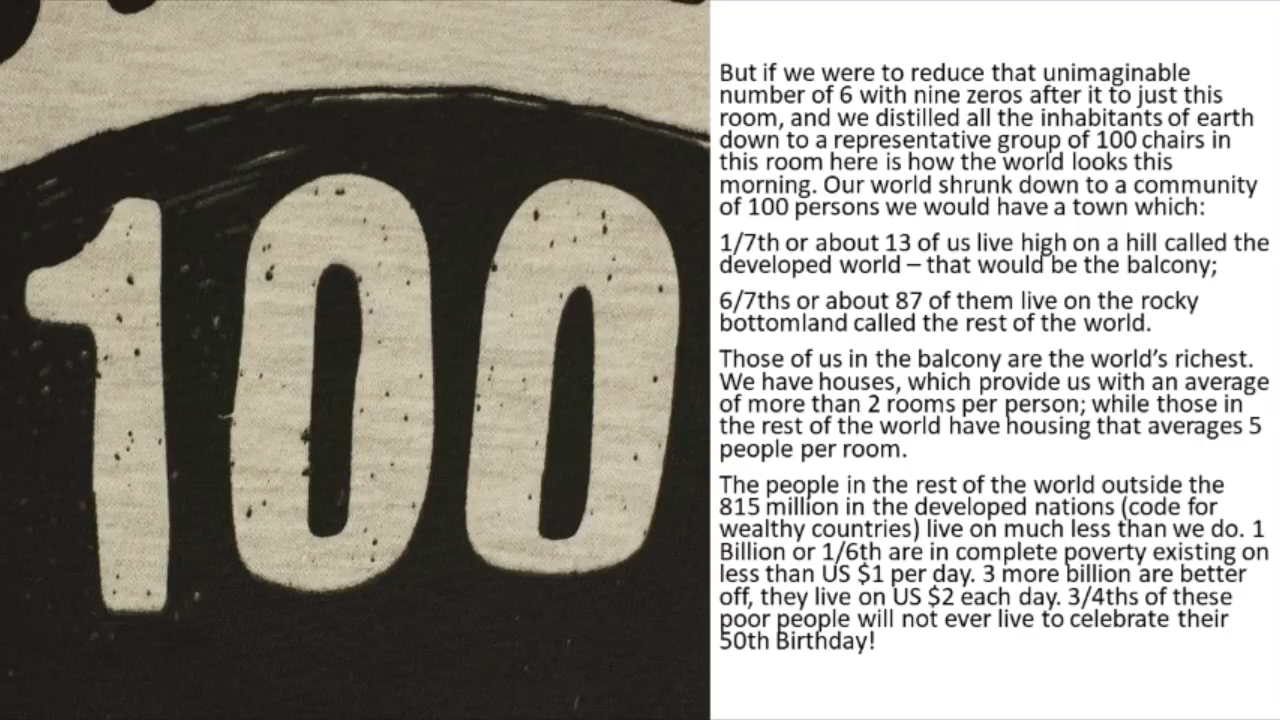 100
But if we were to reduce that unimaginable
number of 6 with nine zeros after it to just this
room, and we distilled all the inhabitants of earth
down to a representative group of 100 chairs in
this room here is how the world looks this
morning. Our world shrunk down to a community
of 100 persons we would have a town which:
1/7th or about 13 of us live high on a hill called the
developed world – that would be the balcony;
6/7ths or about 87 of them live on the rocky
bottomland called the rest of the world.
Those of us in the balcony are the world’s richest.
We have houses, which provide us with an average
of more than 2 rooms per person; while those in
the rest of the world have housing that averages 5
people per room.
The people in the rest of the world outside the
815 million in the developed nations (code for
wealthy countries) live on much less than we do. 1
Billion or 1/6th are in complete poverty existing on
less than US $1 per day. 3 more billion are better
off, they live on US $2 each day. 3/4ths of these
poor people will not ever live to celebrate their
50th Birthday!